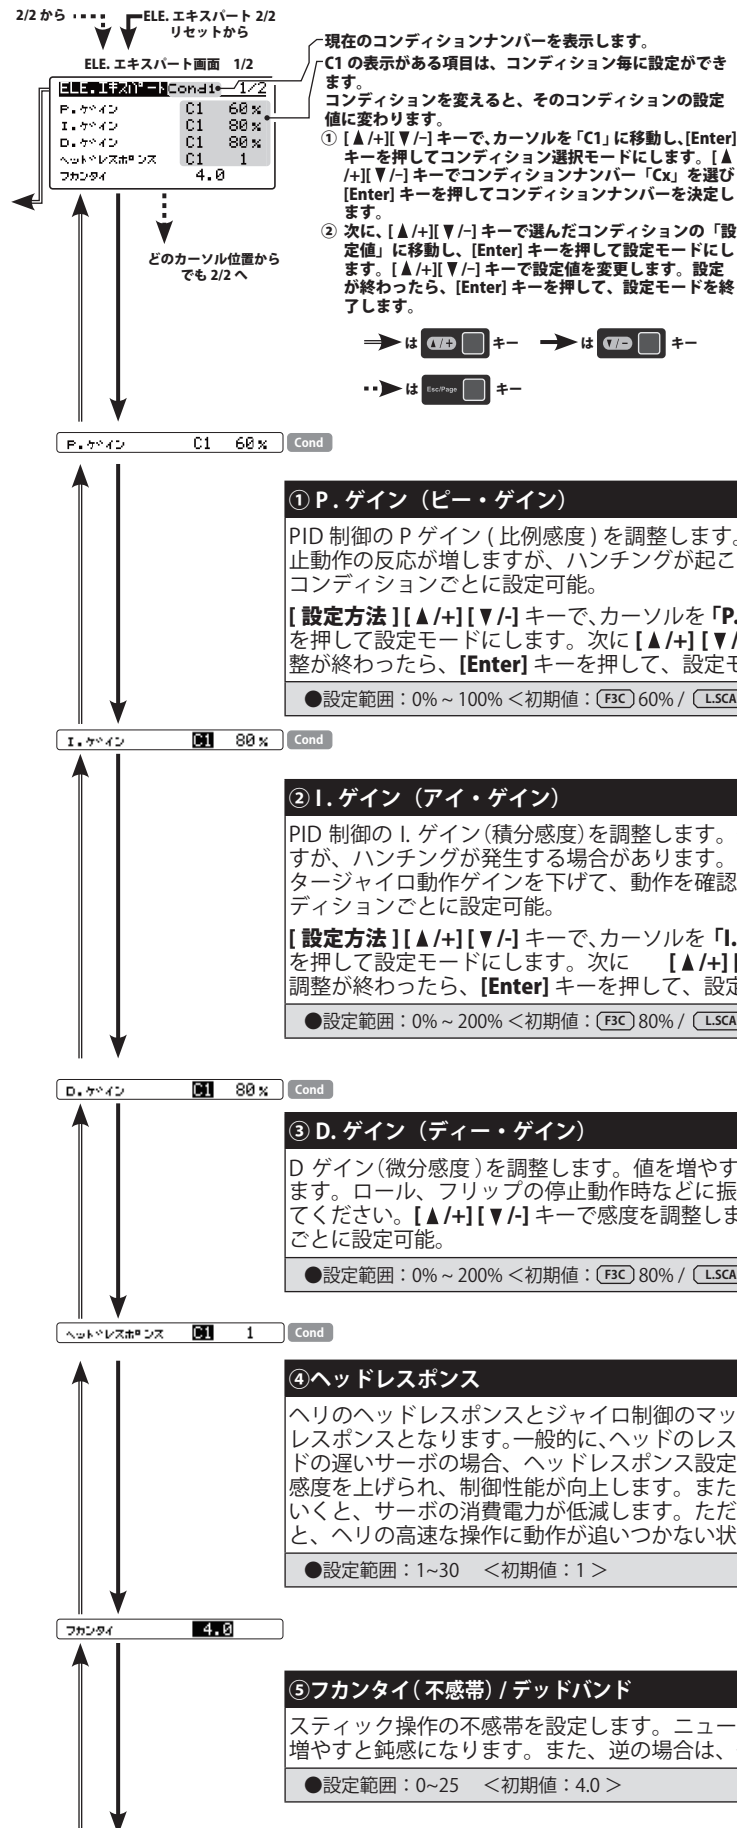 2/2 から
ELE. エキスパート 2/2
リセットから
ELE. エキスパート画面 1/2
ELE.エキスパート Cond1 1/2
P.ゲイン C1 60%
I.ゲイン C1 80%
D.ゲイン C1 80%
ヘッドレスポンス C1 1
フカンタイ 4.0
どのカーソル位置から
でも 2/2 へ
現在のコンディションナンバーを表示します。
C1 の表示がある項目は、コンディション毎に設定ができ
ます。
コンディションを変えると、そのコンディションの設定
値に変わります。
① [▲/+][▼/–] キーで、カーソルを「C1」に移動し、[Enter]
キーを押してコンディション選択モードにします。[▲
/+][▼/–] キーでコンディションナンバー「Cx」を選び
[Enter] キーを押してコンディションナンバーを決定し
ます。
② 次に、[▲/+][▼/–] キーで選んだコンディションの「設
定値」に移動し、[Enter] キーを押して設定モードにし
ます。[▲/+][▼/–] キーで設定値を変更します。設定
が終わったら、[Enter] キーを押して、設定モードを終
了します。
は ▲/+ キー は ▼/– キー
は Esc/Page キー
P.ゲイン C1 60% Cond
① P . ゲイン（ピー・ゲイン）
PID 制御の P ゲイン ( 比例感度 ) を調整します。
止動作の反応が増しますが、ハンチングが起こ
コンディションごとに設定可能。
[ 設定方法 ] [▲/+] [▼/-] キーで、カーソルを「P.
を押して設定モードにします。次に [▲/+] [▼/
整が終わったら、[Enter] キーを押して、設定モ
●設定範囲：0% ~ 100% ＜初期値：F3C 60% / L.SCA
I.ゲイン C1 80% Cond
② I . ゲイン（アイ・ゲイン）
PID 制御の I. ゲイン（積分感度）を調整します。
すが、ハンチングが発生する場合があります。
タージャイロ動作ゲインを下げて、動作を確認
ディションごとに設定可能。
[ 設定方法 ] [▲/+] [▼/-] キーで、カーソルを「I.
を押して設定モードにします。次に [▲/+] [
調整が終わったら、[Enter] キーを押して、設定
●設定範囲：0% ~ 200% ＜初期値：F3C 80% / L.SCA
D.ゲイン C1 80% Cond
③ D. ゲイン（ディー・ゲイン）
D ゲイン（微分感度 ）を調整します。値を増やす
ます。ロール、フリップの停止動作時などに振
てください。[▲/+] [▼/-] キーで感度を調整しま
ごとに設定可能。
●設定範囲：0% ~ 200% ＜初期値：F3C 80% / L.SCA
ヘッドレスポンス C1 1 Cond
④ヘッドレスポンス
ヘリのヘッドレスポンスとジャイロ制御のマッ
レスポンスとなります。一般的に、ヘッドのレス
ドの遅いサーボの場合、ヘッドレスポンス設定
感度を上げられ、制御性能が向上します。また
いくと、サーボの消費電力が低減します。ただ
と、ヘリの高速な操作に動作が追いつかない状
●設定範囲：1~30 ＜初期値：1 ＞
フカンタイ 4.0
⑤フカンタイ( 不感帯) / デッドバンド
スティック操作の不感帯を設定します。ニュー
増やすと鈍感になります。また、逆の場合は、
●設定範囲：0~25 ＜初期値：4.0 ＞